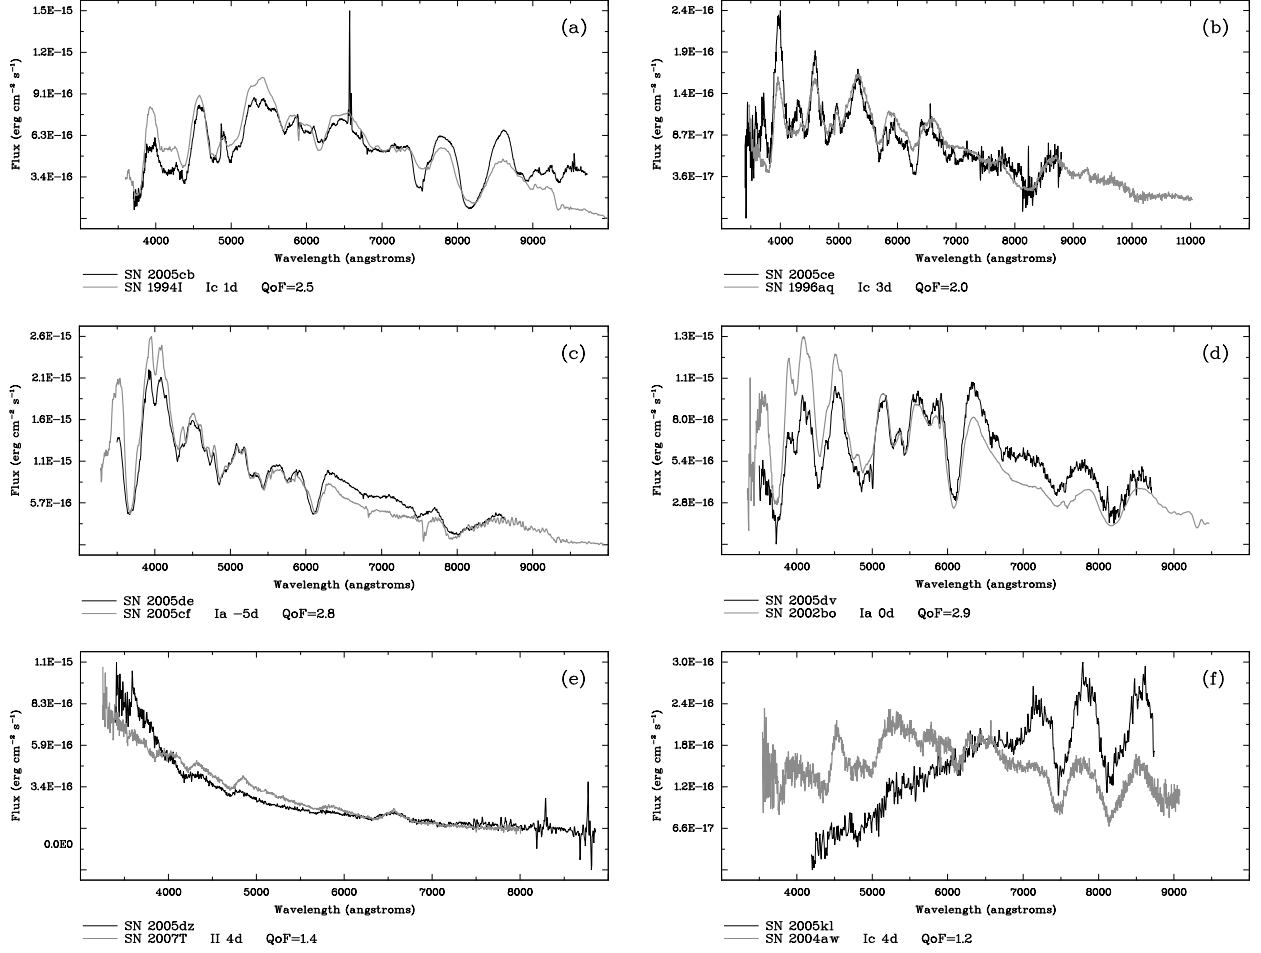 (a)
Flux (erg cm⁻² s⁻¹)
1.5E-15
1.2E-15
9.1E-16
6.3E-16
3.4E-16
4000 5000 6000 7000 8000 9000
Wavelength (angstroms)
SN 2005cb
SN 1994I Ic 1d QoF=2.5
(b)
Flux (erg cm⁻² s⁻¹)
2.4E-16
1.9E-16
1.4E-16
8.7E-17
3.6E-17
4000 5000 6000 7000 8000 9000 10000 11000
Wavelength (angstroms)
SN 2005ce
SN 1996aq Ic 3d QoF=2.0
(c)
Flux (erg cm⁻² s⁻¹)
2.6E-15
2.1E-15
1.6E-15
1.1E-15
5.7E-16
4000 5000 6000 7000 8000 9000
Wavelength (angstroms)
SN 2005de
SN 2005cf Ia -5d QoF=2.8
(d)
Flux (erg cm⁻² s⁻¹)
1.3E-15
1.1E-15
8.0E-16
5.4E-16
2.8E-16
4000 5000 6000 7000 8000 9000
Wavelength (angstroms)
SN 2005dv
SN 2002bo Ia 0d QoF=2.9
(e)
Flux (erg cm⁻² s⁻¹)
1.1E-15
8.3E-16
5.9E-16
3.4E-16
0.0E0
4000 5000 6000 7000 8000
Wavelength (angstroms)
SN 2005dz
SN 2007T II 4d QoF=1.4
(f)
Flux (erg cm⁻² s⁻¹)
3.0E-16
2.4E-16
1.8E-16
1.2E-16
6.6E-17
4000 5000 6000 7000 8000 9000
Wavelength (angstroms)
SN 2005kl
SN 2004aw Ic 4d QoF=1.2